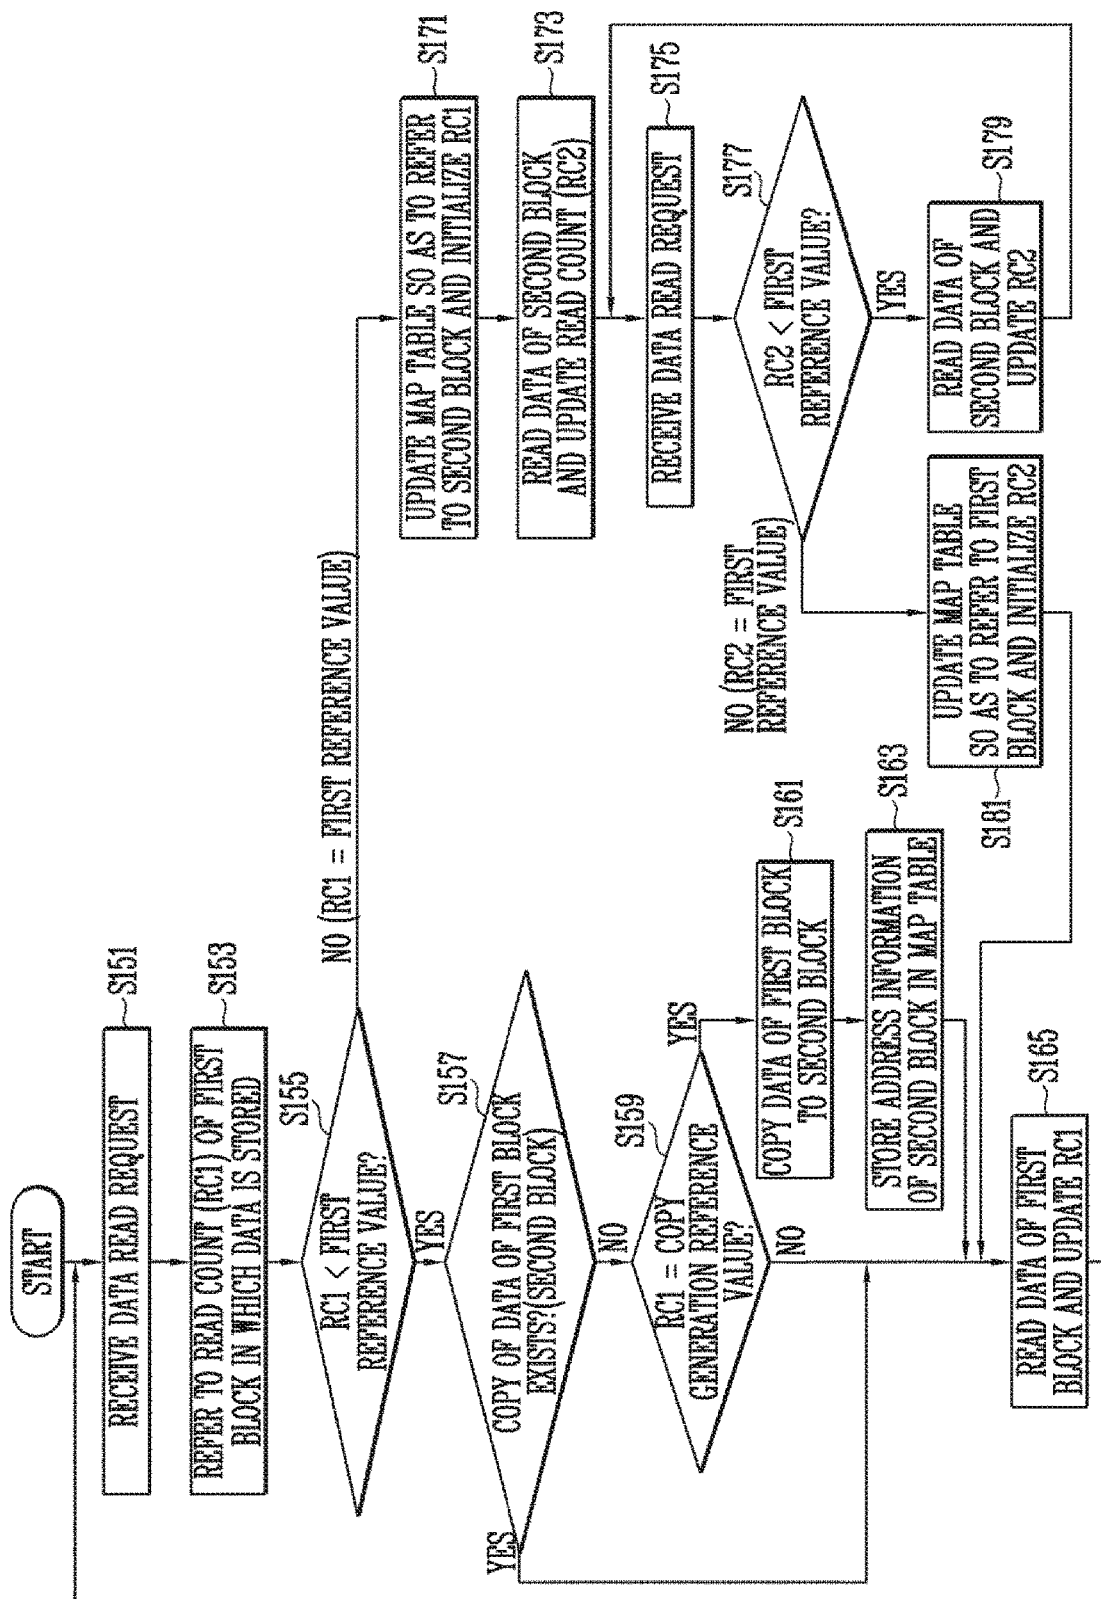 START
S151
RECEIVE DATA READ REQUEST
S153
REFER TO READ COUNT (RC1) OF FIRST
BLOCK IN WHICH DATA IS STORED
S155
RC1 < FIRST
REFERENCE VALUE?
NO (RC1 = FIRST REFERENCE VALUE)
YES
S157
COPY OF DATA OF FIRST BLOCK
EXISTS?(SECOND BLOCK)
YES
NO
S159
RC1 = COPY
GENERATION REFERENCE
VALUE?
YES
NO
S161
COPY DATA OF FIRST BLOCK
TO SECOND BLOCK
S163
STORE ADDRESS INFORMATION
OF SECOND BLOCK IN MAP TABLE
S165
READ DATA OF FIRST
BLOCK AND UPDATE RC1
S171
UPDATE MAP TABLE SO AS TO REFER
TO SECOND BLOCK AND INITIALIZE RC1
S173
READ DATA OF SECOND BLOCK
AND UPDATE READ COUNT (RC2)
S175
RECEIVE DATA READ REQUEST
S177
RC2 < FIRST
REFERENCE VALUE?
NO (RC2 = FIRST
REFERENCE VALUE)
YES
S179
READ DATA OF
SECOND BLOCK AND
UPDATE RC2
S181
UPDATE MAP TABLE
SO AS TO REFER TO FIRST
BLOCK AND INITIALIZE RC2